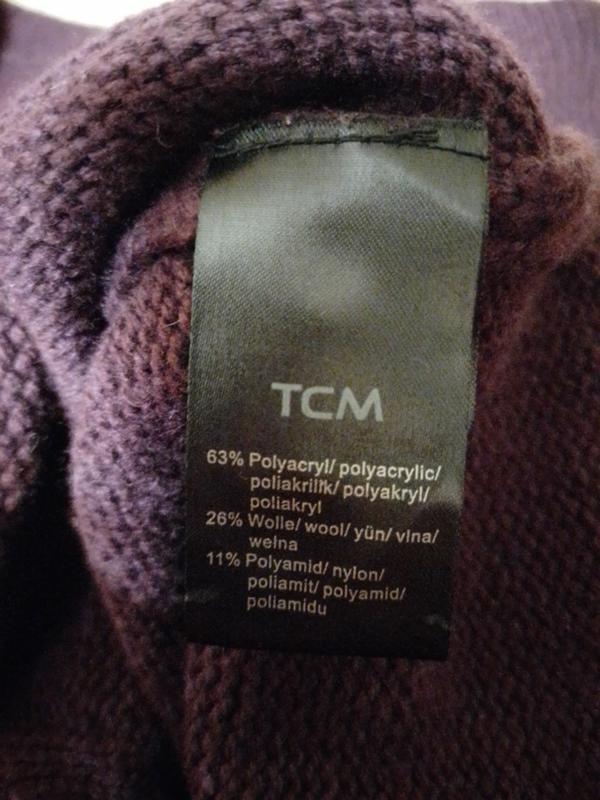 TCM
63% Polyacryl/ polyacrylic/
poliakrilik/ polyakryl/
poliakryl
26% Wolle/ wool/ yün/ vlna/
wełna
11% Polyamid/ nylon/
poliamit/ polyamid/
poliamidu